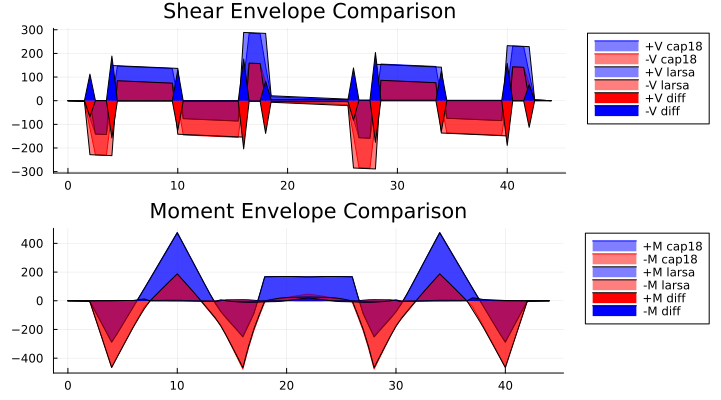 Shear Envelope Comparison
300
200
100
0
−100
−200
−300
0 10 20 30 40
+V cap18
-V cap18
+V larsa
-V larsa
+V diff
-V diff
Moment Envelope Comparison
400
200
0
−200
−400
0 10 20 30 40
+M cap18
-M cap18
+M larsa
-M larsa
+M diff
-M diff